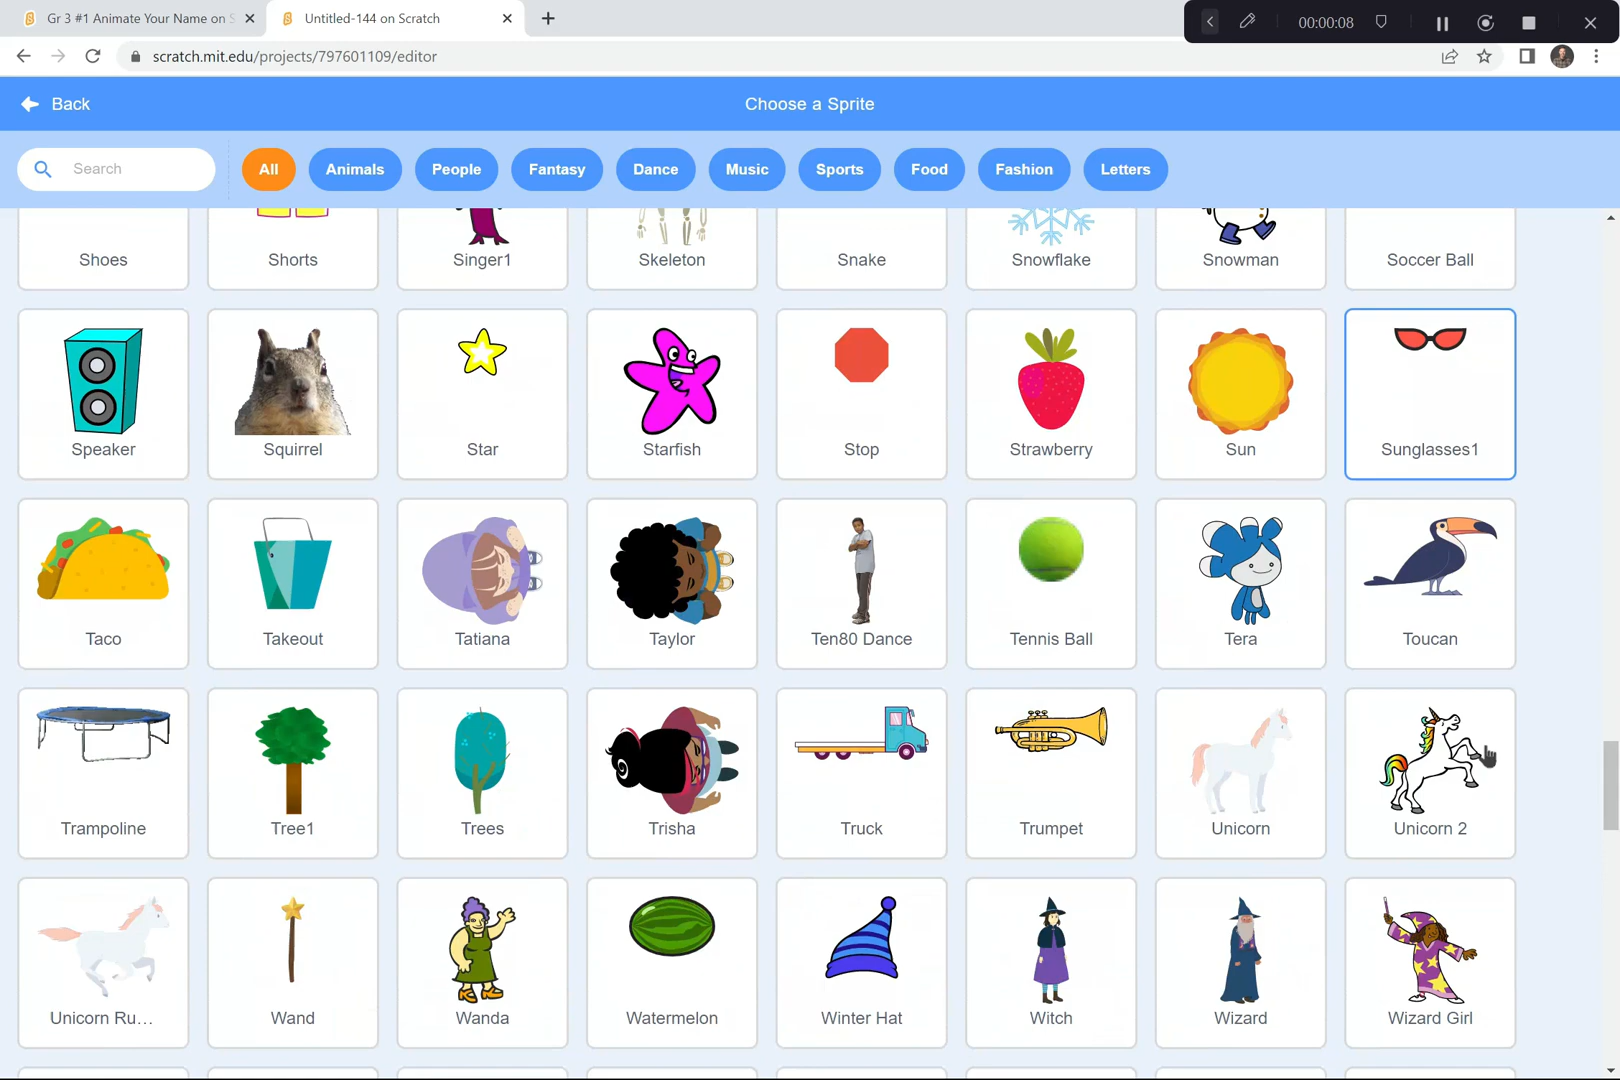 Gr 3 #1 Animate Your Name on S
Untitled-144 on Scratch
00:00:08
scratch.mit.edu/projects/797601109/editor
Back
Choose a Sprite
Search
All
Animals
People
Fantasy
Dance
Music
Sports
Food
Fashion
Letters
Shoes
Shorts
Singer1
Skeleton
Snake
Snowflake
Snowman
Soccer Ball
Speaker
Squirrel
Star
Starfish
Stop
Strawberry
Sun
Sunglasses1
Taco
Takeout
Tatiana
Taylor
Ten80 Dance
Tennis Ball
Tera
Toucan
Trampoline
Tree1
Trees
Trisha
Truck
Trumpet
Unicorn
Unicorn 2
Unicorn Ru...
Wand
Wanda
Watermelon
Winter Hat
Witch
Wizard
Wizard Girl